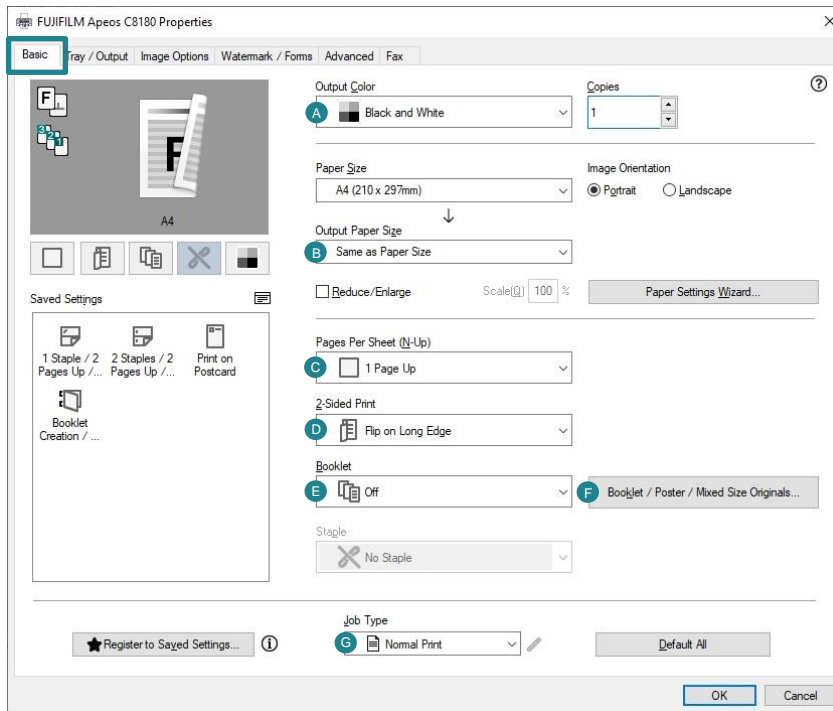 FUJIFILM Apeos C8180 Properties
Basic Tray / Output Image Options Watermark / Forms Advanced Fax
F
3 2 1
F
A4
Output Color
A Black and White
Copies
1
?
Paper Size
A4 (210 x 297mm)
Image Orientation
Portrait Landscape
Output Paper Size
B Same as Paper Size
Reduce/Enlarge Scale(Q) 100 %
Paper Settings Wizard...
Saved Settings
1 Staple / 2
Pages Up /...
2 Staples / 2
Pages Up /...
Print on
Postcard
Booklet
Creation / ...
Pages Per Sheet (N-Up)
C 1 Page Up
2-Sided Print
D Flip on Long Edge
Booklet
E Off
F Booklet / Poster / Mixed Size Originals...
Staple
No Staple
Register to Saved Settings...
i
Job Type
G Normal Print
Default All
OK Cancel